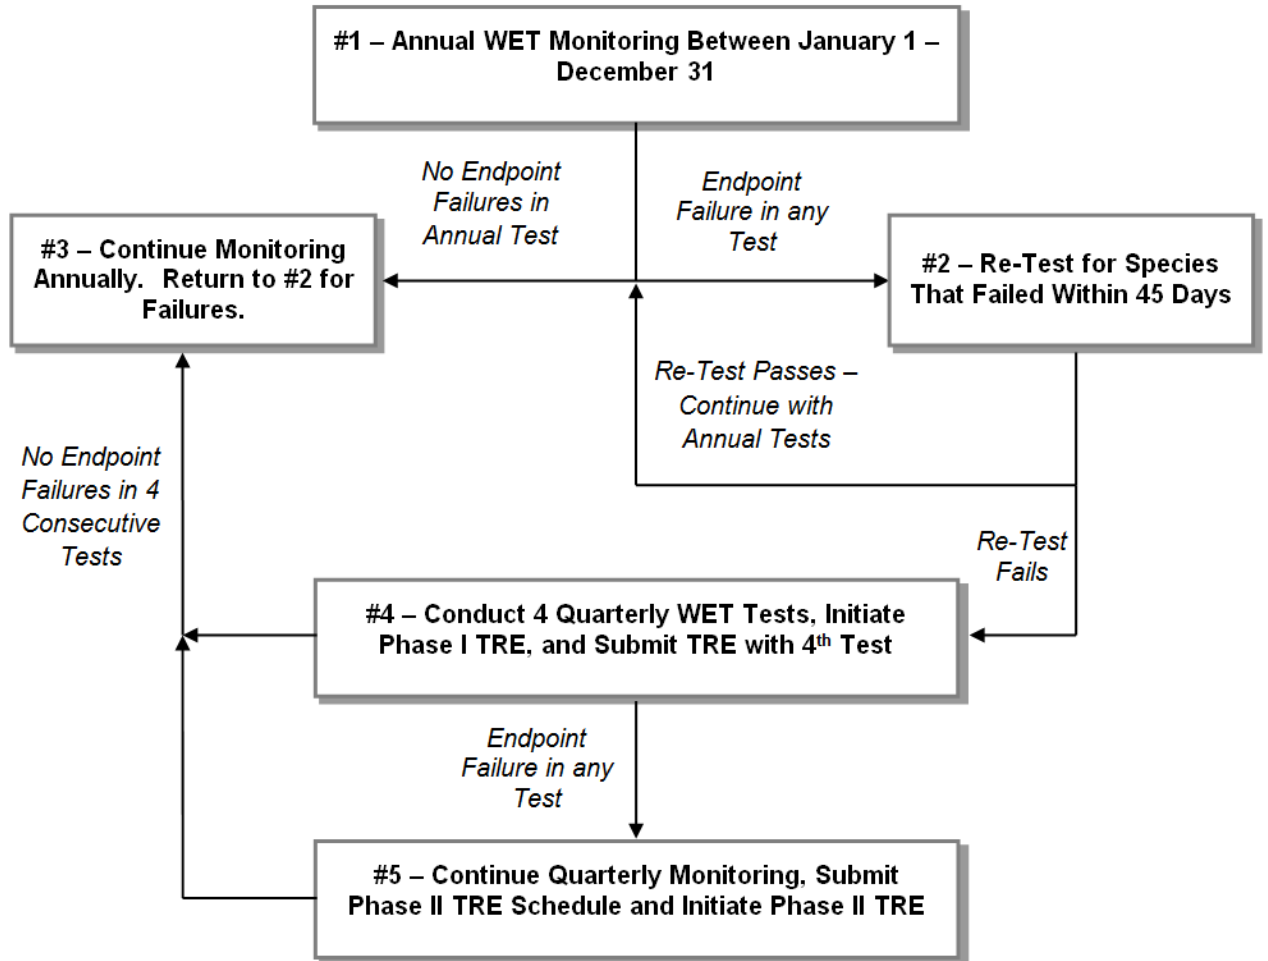 #1 – Annual WET Monitoring Between January 1 –
December 31
No Endpoint
Failures in
Annual Test
Endpoint
Failure in any
Test
#3 – Continue Monitoring
Annually.  Return to #2 for
Failures.
#2 – Re-Test for Species
That Failed Within 45 Days
Re-Test Passes –
Continue with
Annual Tests
No Endpoint
Failures in 4
Consecutive
Tests
Re-Test
Fails
#4 – Conduct 4 Quarterly WET Tests, Initiate
Phase I TRE, and Submit TRE with 4th Test
Endpoint
Failure in any
Test
#5 – Continue Quarterly Monitoring, Submit
Phase II TRE Schedule and Initiate Phase II TRE